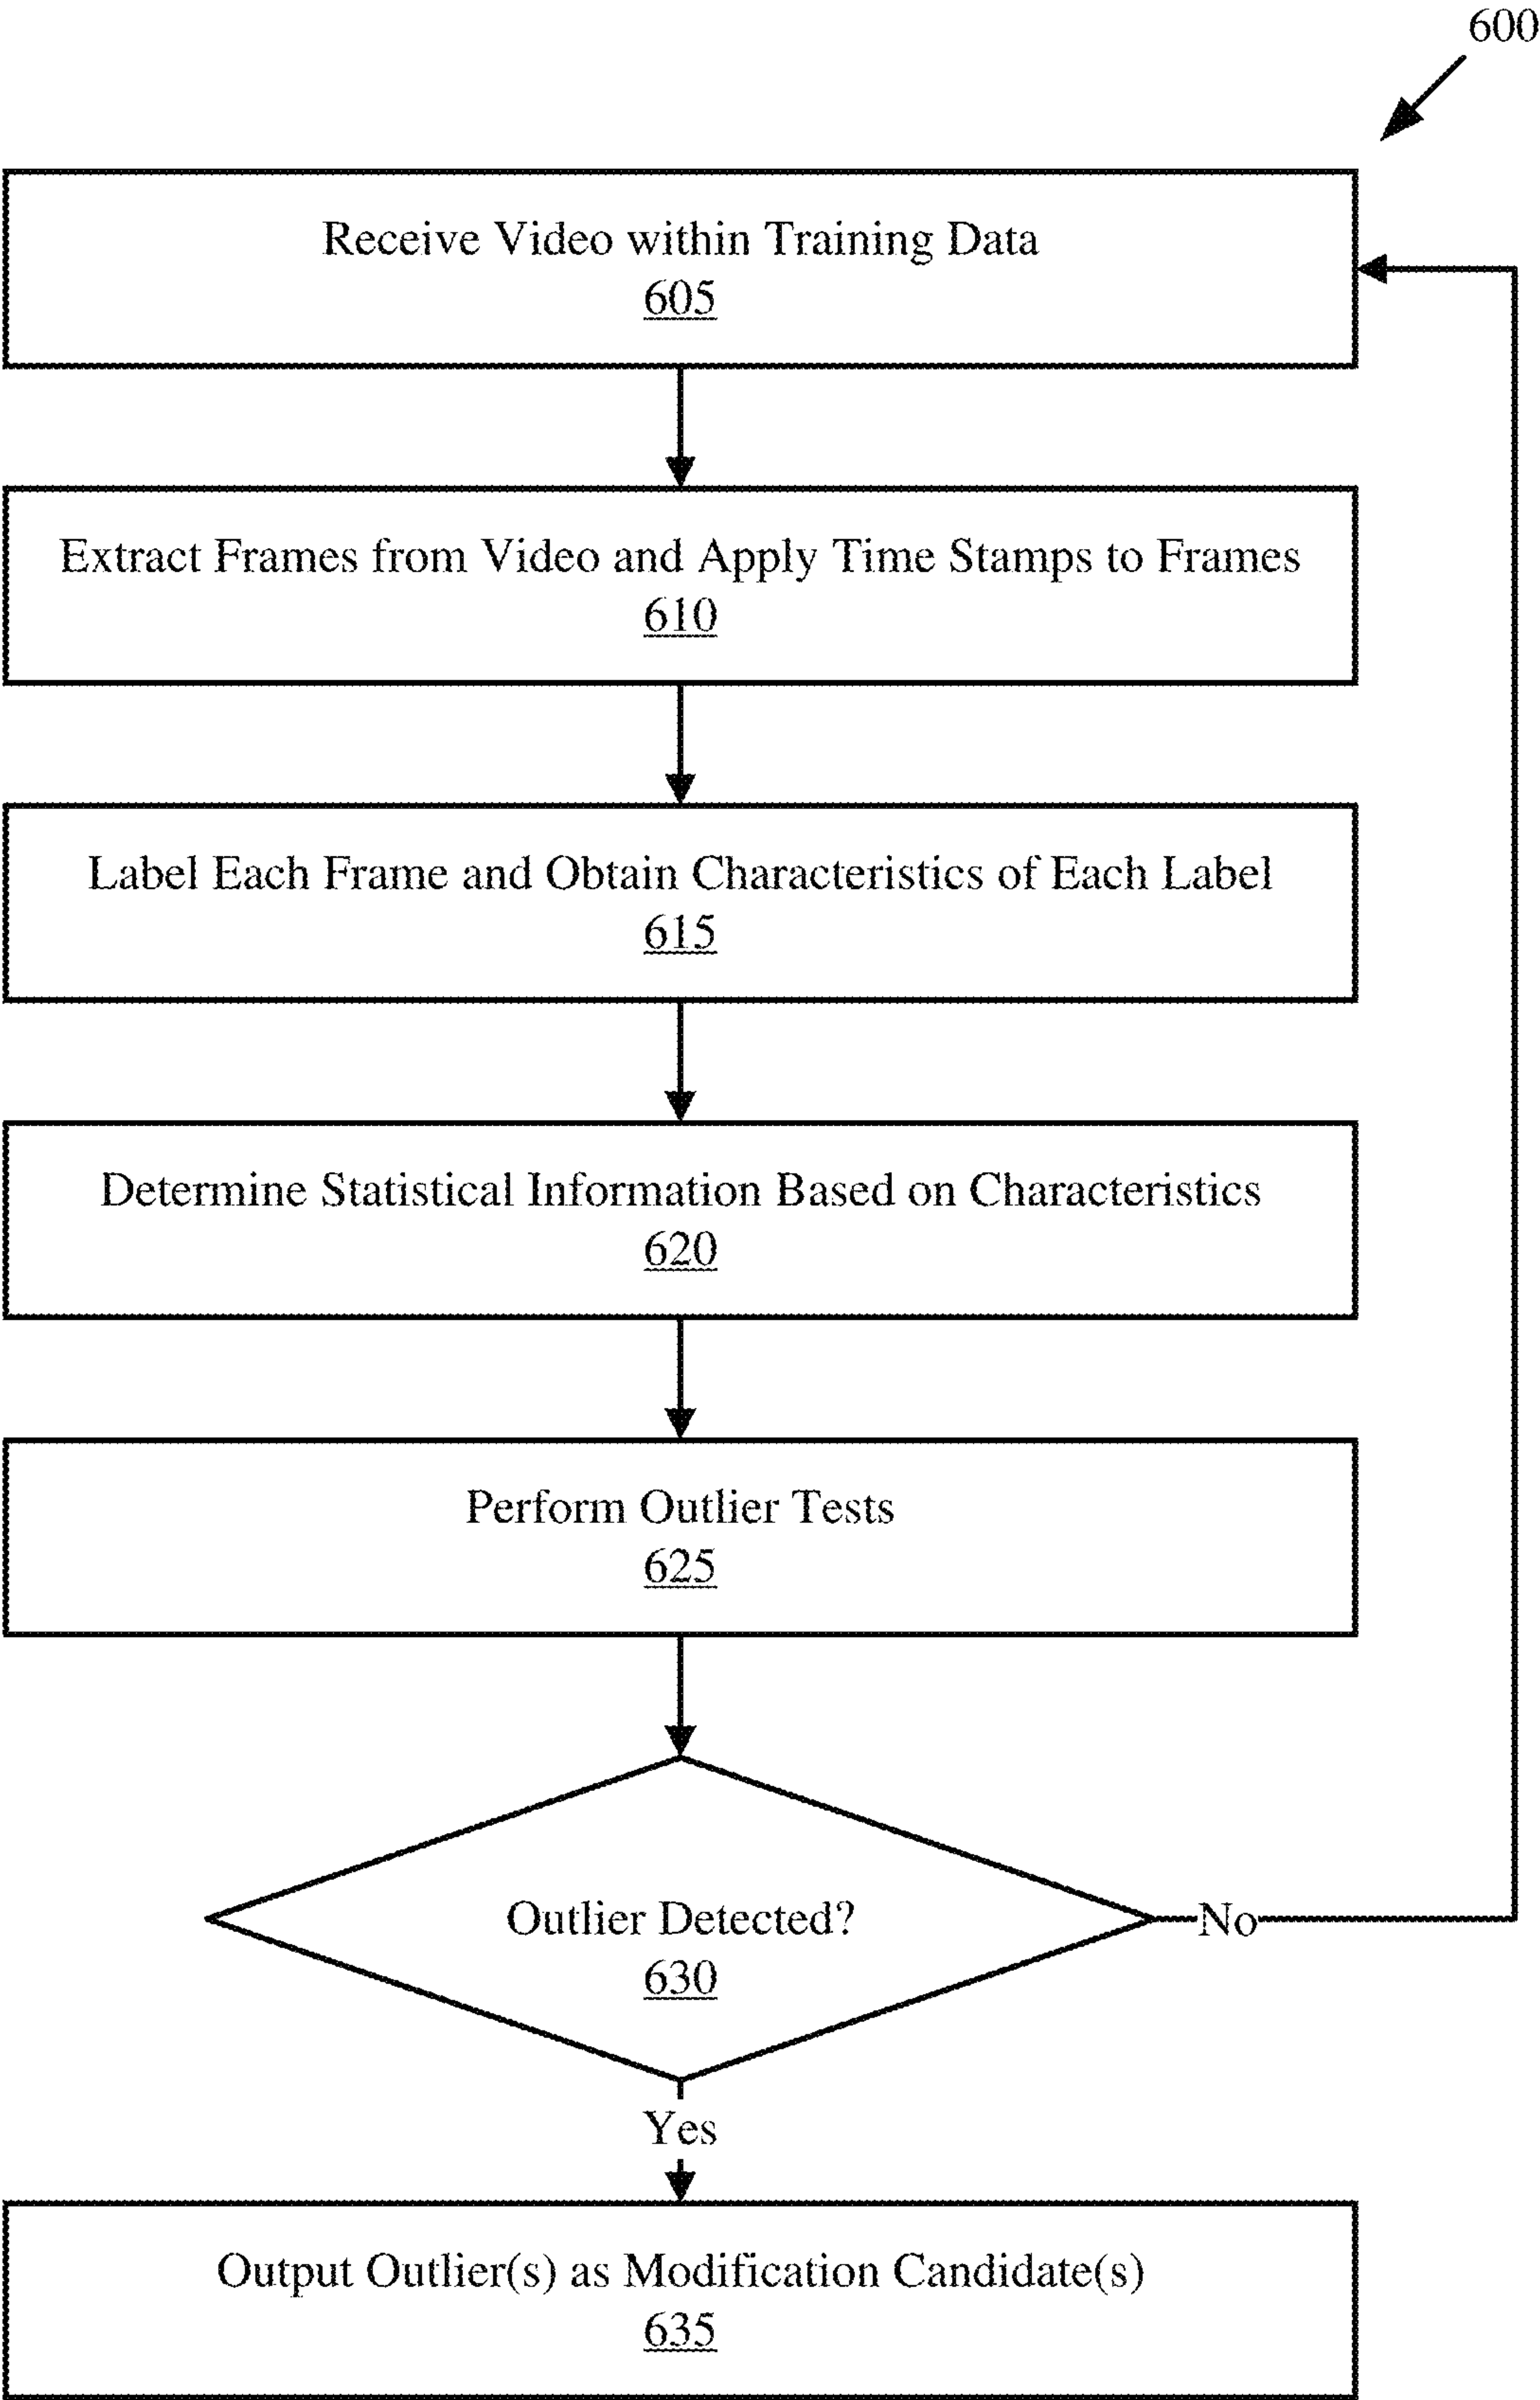 600
Receive Video within Training Data
605
Extract Frames from Video and Apply Time Stamps to Frames
610
Label Each Frame and Obtain Characteristics of Each Label
615
Determine Statistical Information Based on Characteristics
620
Perform Outlier Tests
625
Outlier Detected?
630
No
Yes
Output Outlier(s) as Modification Candidate(s)
635